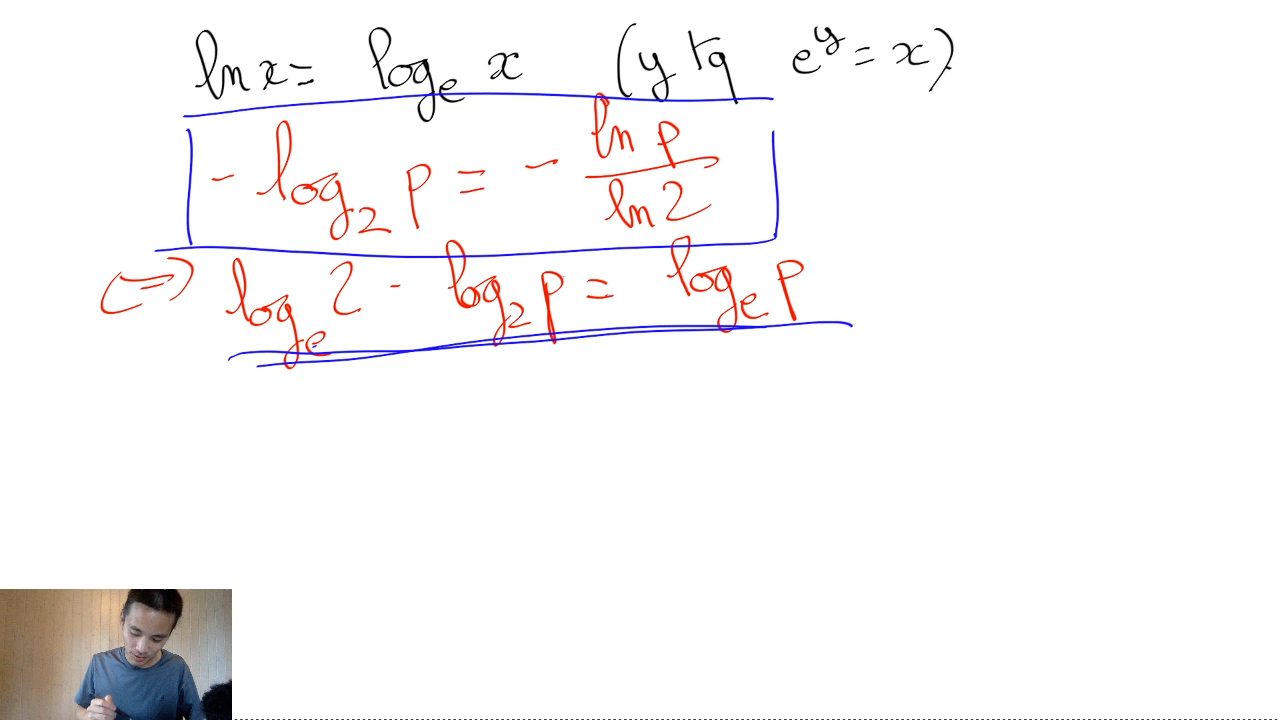 ln x = log_e x (y tq e^y = x).
- log_2 p = - ln p / ln 2
<=> log_e 2 - log_2 p = log_e p